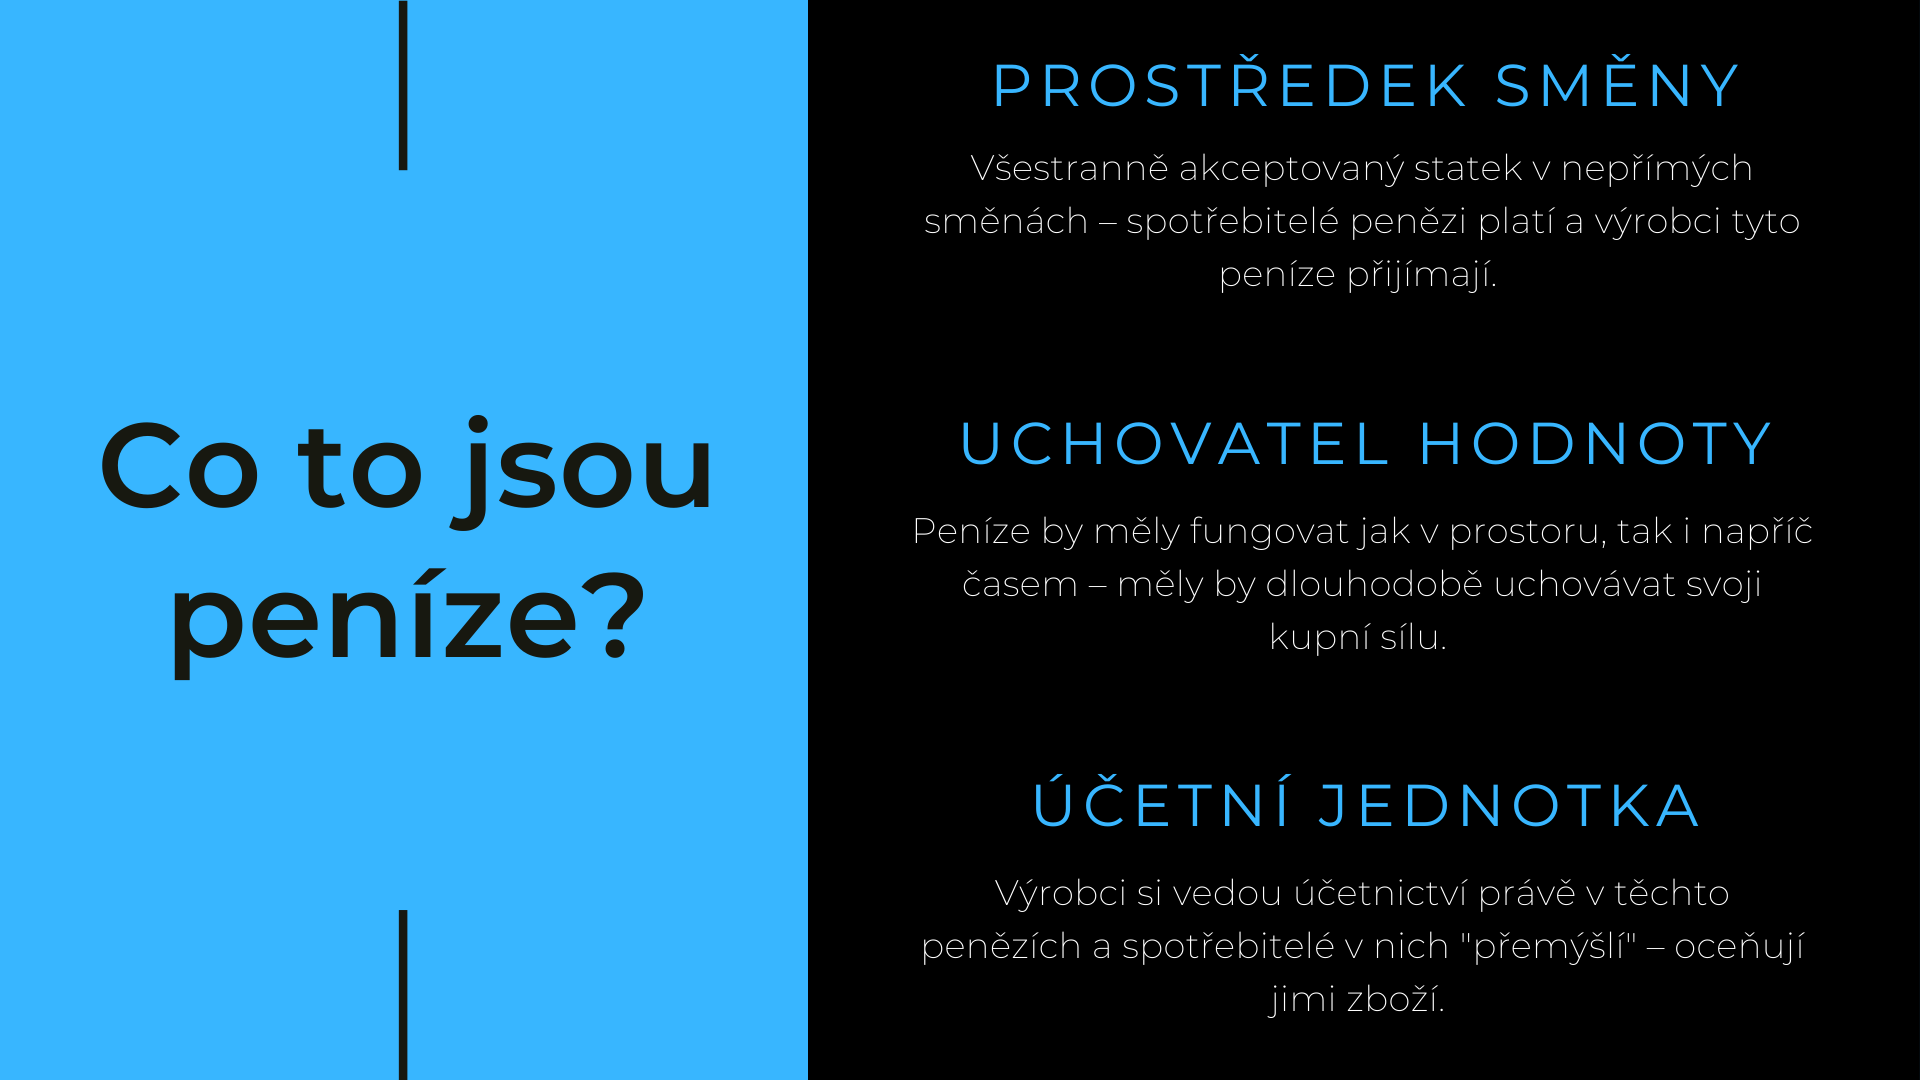 Co to jsou
peníze?
PROSTŘEDEK SMĚNY
Všestranně akceptovaný statek v nepřímých
směnách – spotřebitelé penězi platí a výrobci tyto
peníze přijímají.
UCHOVATEL HODNOTY
Peníze by měly fungovat jak v prostoru, tak i napříč
časem – měly by dlouhodobě uchovávat svoji
kupní sílu.
ÚČETNÍ JEDNOTKA
Výrobci si vedou účetnictví právě v těchto
penězích a spotřebitelé v nich "přemýšlí" – oceňují
jimi zboží.